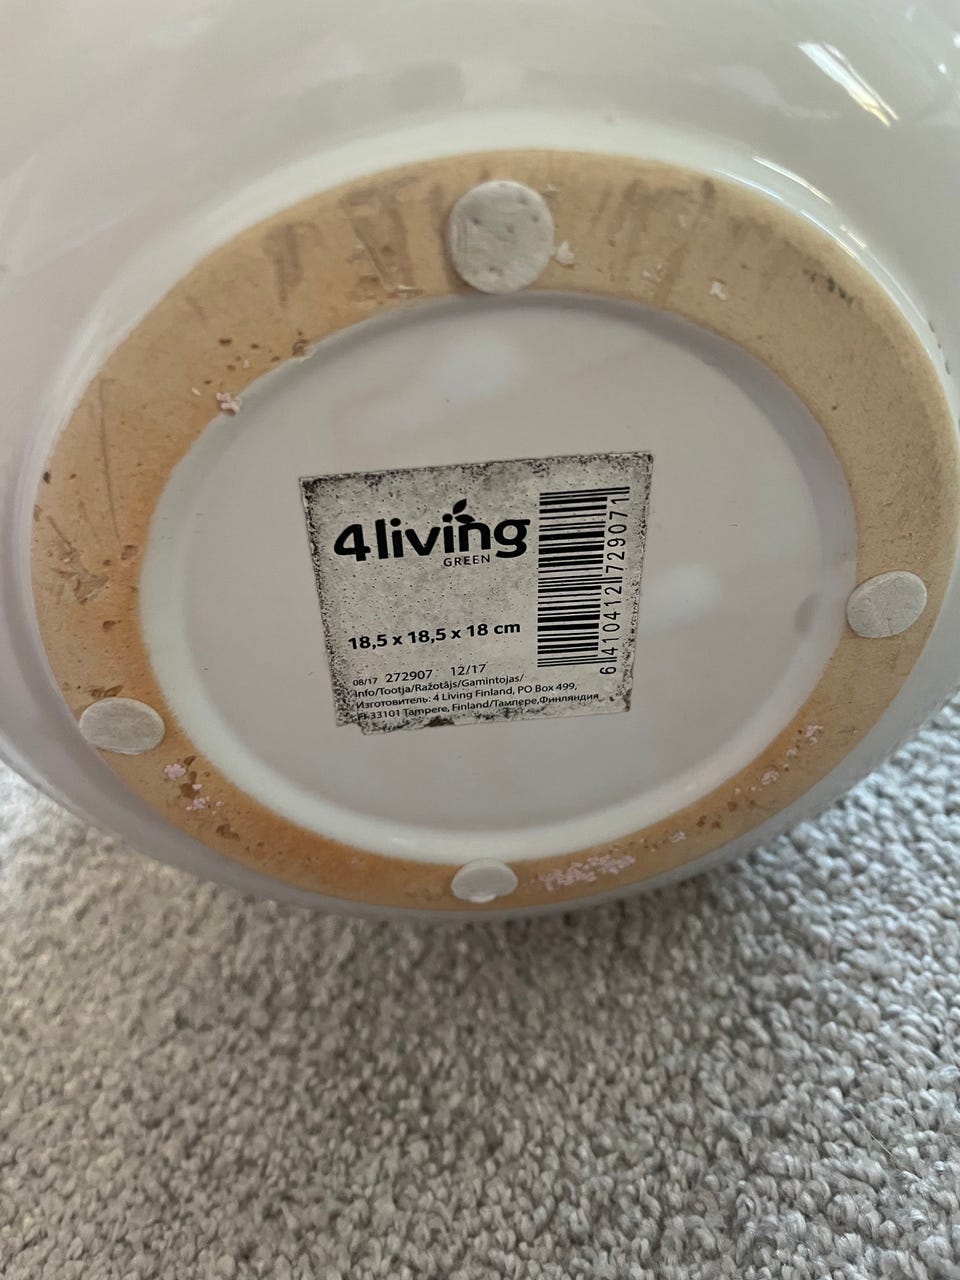 4living
GREEN
18,5 x 18,5 x 18 cm
08/17 272907 12/17
Info/Tootja/Ražotājs/Gamintojas/
Изготовитель: 4 Living Finland, PO Box 499,
FI-33101 Tampere, Finland/Тампере,Финляндия
6 410412 729071